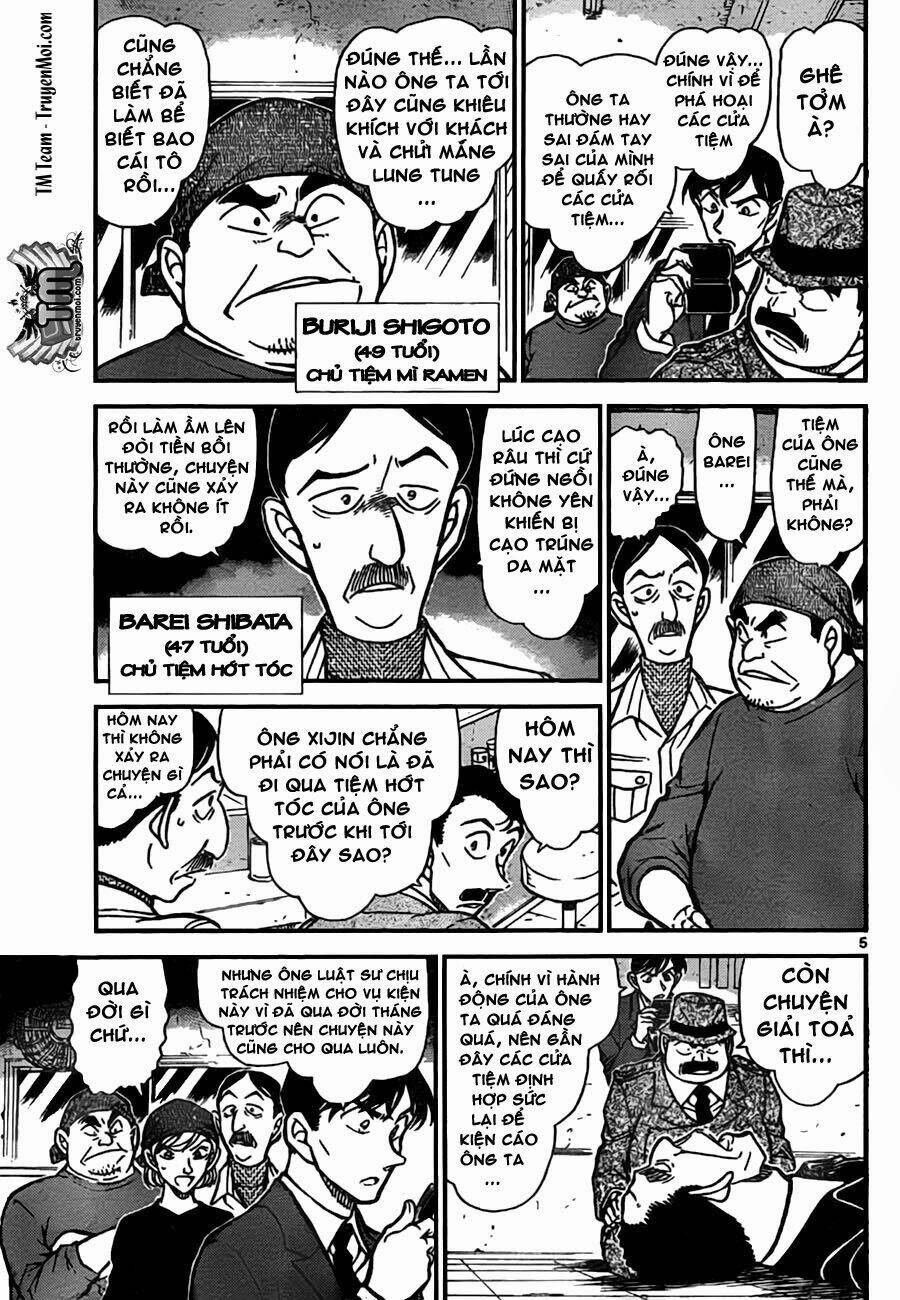 GHÊ
TỞM
À?
ĐÚNG VẬY...
CHÍNH VÌ ĐỂ
PHÁ HOẠI
CÁC CỬA
TIỆM
ÔNG TA
THƯỜNG HAY
SAI ĐÁM TAY
SAI CỦA MÌNH
ĐỂ QUẤY RỐI
CÁC CỬA
TIỆM...
ĐÚNG THẾ... LẦN
NÀO ÔNG TA TỚI
ĐÂY CŨNG KHIÊU
KHÍCH VỚI KHÁCH
VÀ CHỬI MẮNG
LUNG TUNG
...
CŨNG
CHẲNG
BIẾT ĐÃ
LÀM BỂ
BIẾT BAO
CÁI TÔ
RỒI...
BURIJI SHIGOTO
(49 TUỔI)
CHỦ TIỆM MÌ RAMEN
TM Team - TruyenMoi.com
TM
truyenmoi.com
TIỆM
CỦA ÔNG
CŨNG
THẾ MÀ,
PHẢI
KHÔNG?
ÔNG
BAREI
...
À,
ĐÚNG
VẬY...
LÚC CẠO
RÂU THÌ CỨ
ĐỨNG NGỒI
KHÔNG YÊN
KHIẾN BỊ
CẠO TRÚNG
DA MẶT
...
RỒI LÀM ẦM LÊN
ĐÒI TIỀN BỒI
THƯỜNG, CHUYỆN
NÀY CŨNG XẢY
RA KHÔNG ÍT
RỒI.
BAREI SHIBATA
(47 TUỔI)
CHỦ TIỆM HỚT TÓC
HÔM
NAY THÌ
SAO?
ÔNG XIJIN CHẲNG
PHẢI CÓ NÓI LÀ ĐÃ
ĐI QUA TIỆM HỚT
TÓC CỦA ÔNG
TRƯỚC KHI TỚI
ĐÂY SAO?
HÔM NAY
THÌ KHÔNG
XẢY RA
CHUYỆN GÌ
CẢ...
5
CÒN
CHUYỆN
GIẢI TOẢ
THÌ...
À, CHÍNH VÌ HÀNH
ĐỘNG CỦA ÔNG
TA QUÁ ĐÁNG
QUÁ, NÊN GẦN
ĐÂY CÁC CỬA
TIỆM ĐỊNH
HỢP SỨC
LẠI ĐỂ
KIỆN CÁO
ÔNG TA
...
NHƯNG ÔNG LUẬT SƯ CHỊU
TRÁCH NHIỆM CHO VỤ KIỆN
NÀY VÌ ĐÃ QUA ĐỜI THÁNG
TRƯỚC NÊN CHUYỆN NÀY
CŨNG CHO QUA LUÔN.
QUA
ĐỜI GÌ
CHỨ...